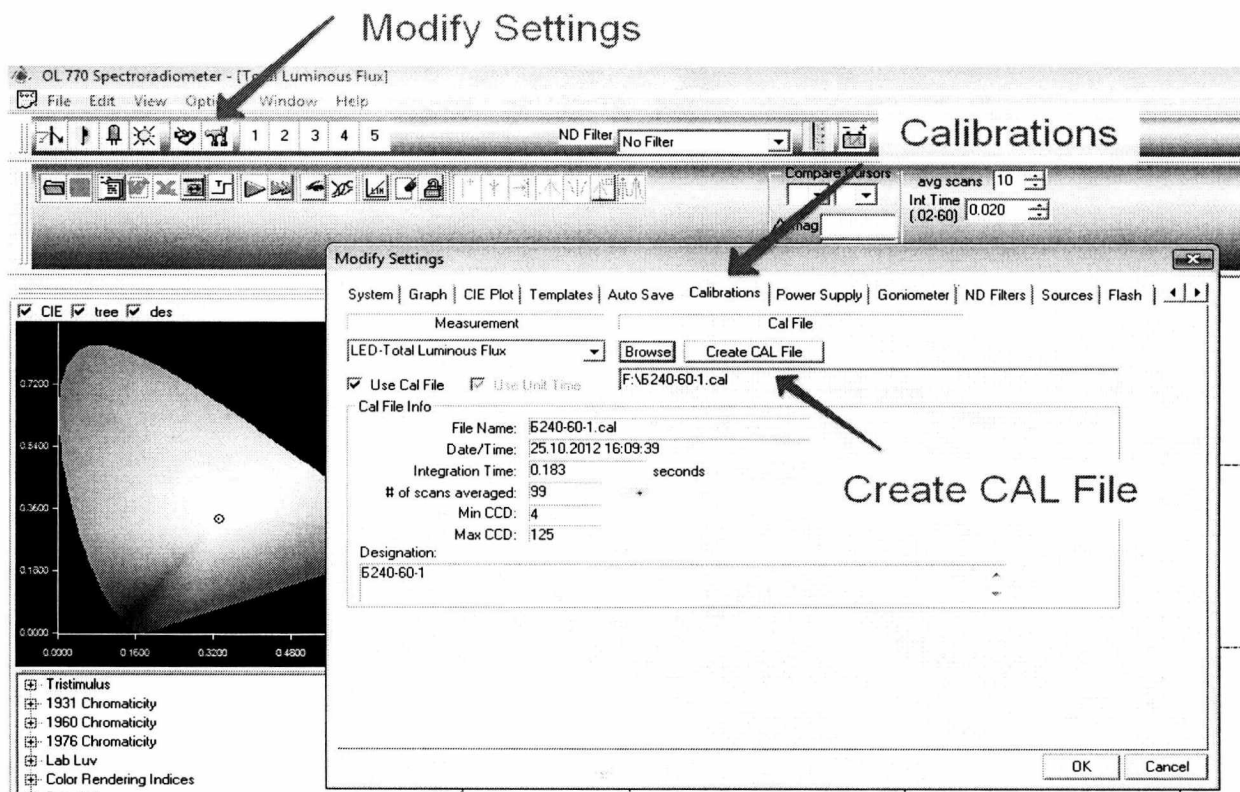 Modify Settings
OL 770 Spectroradiometer - [Total Luminous Flux]
File Edit View Options Window Help
1 2 3 4 5
ND Filter No Filter
Calibrations
Compare Cursors
avg scans 10
Int Time
(.02-60) 0.020
mag
Modify Settings
System Graph CIE Plot Templates Auto Save Calibrations Power Supply Goniometer ND Filters Sources Flash
CIE tree des
Measurement Cal File
LED-Total Luminous Flux Browse Create CAL File
Use Cal File Use Unit Time F:\Б240-60-1.cal
Cal File Info
File Name: Б240-60-1.cal
Date/Time: 25.10.2012 16:09:39
Integration Time: 0.183 seconds
# of scans averaged: 99
Min CCD: 4
Max CCD: 125
Designation:
Б240-60-1
Create CAL File
0.7200
0.5400
0.3600
0.1800
0.0000
0.0000 0.1600 0.3200 0.4800
Tristimulus
1931 Chromaticity
1960 Chromaticity
1976 Chromaticity
Lab Luv
Color Rendering Indices
OK Cancel